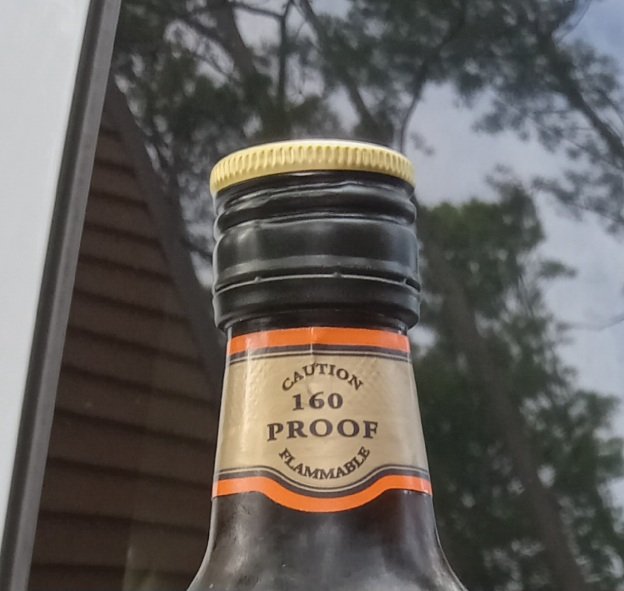 CAUTION
160
PROOF
FLAMMABLE